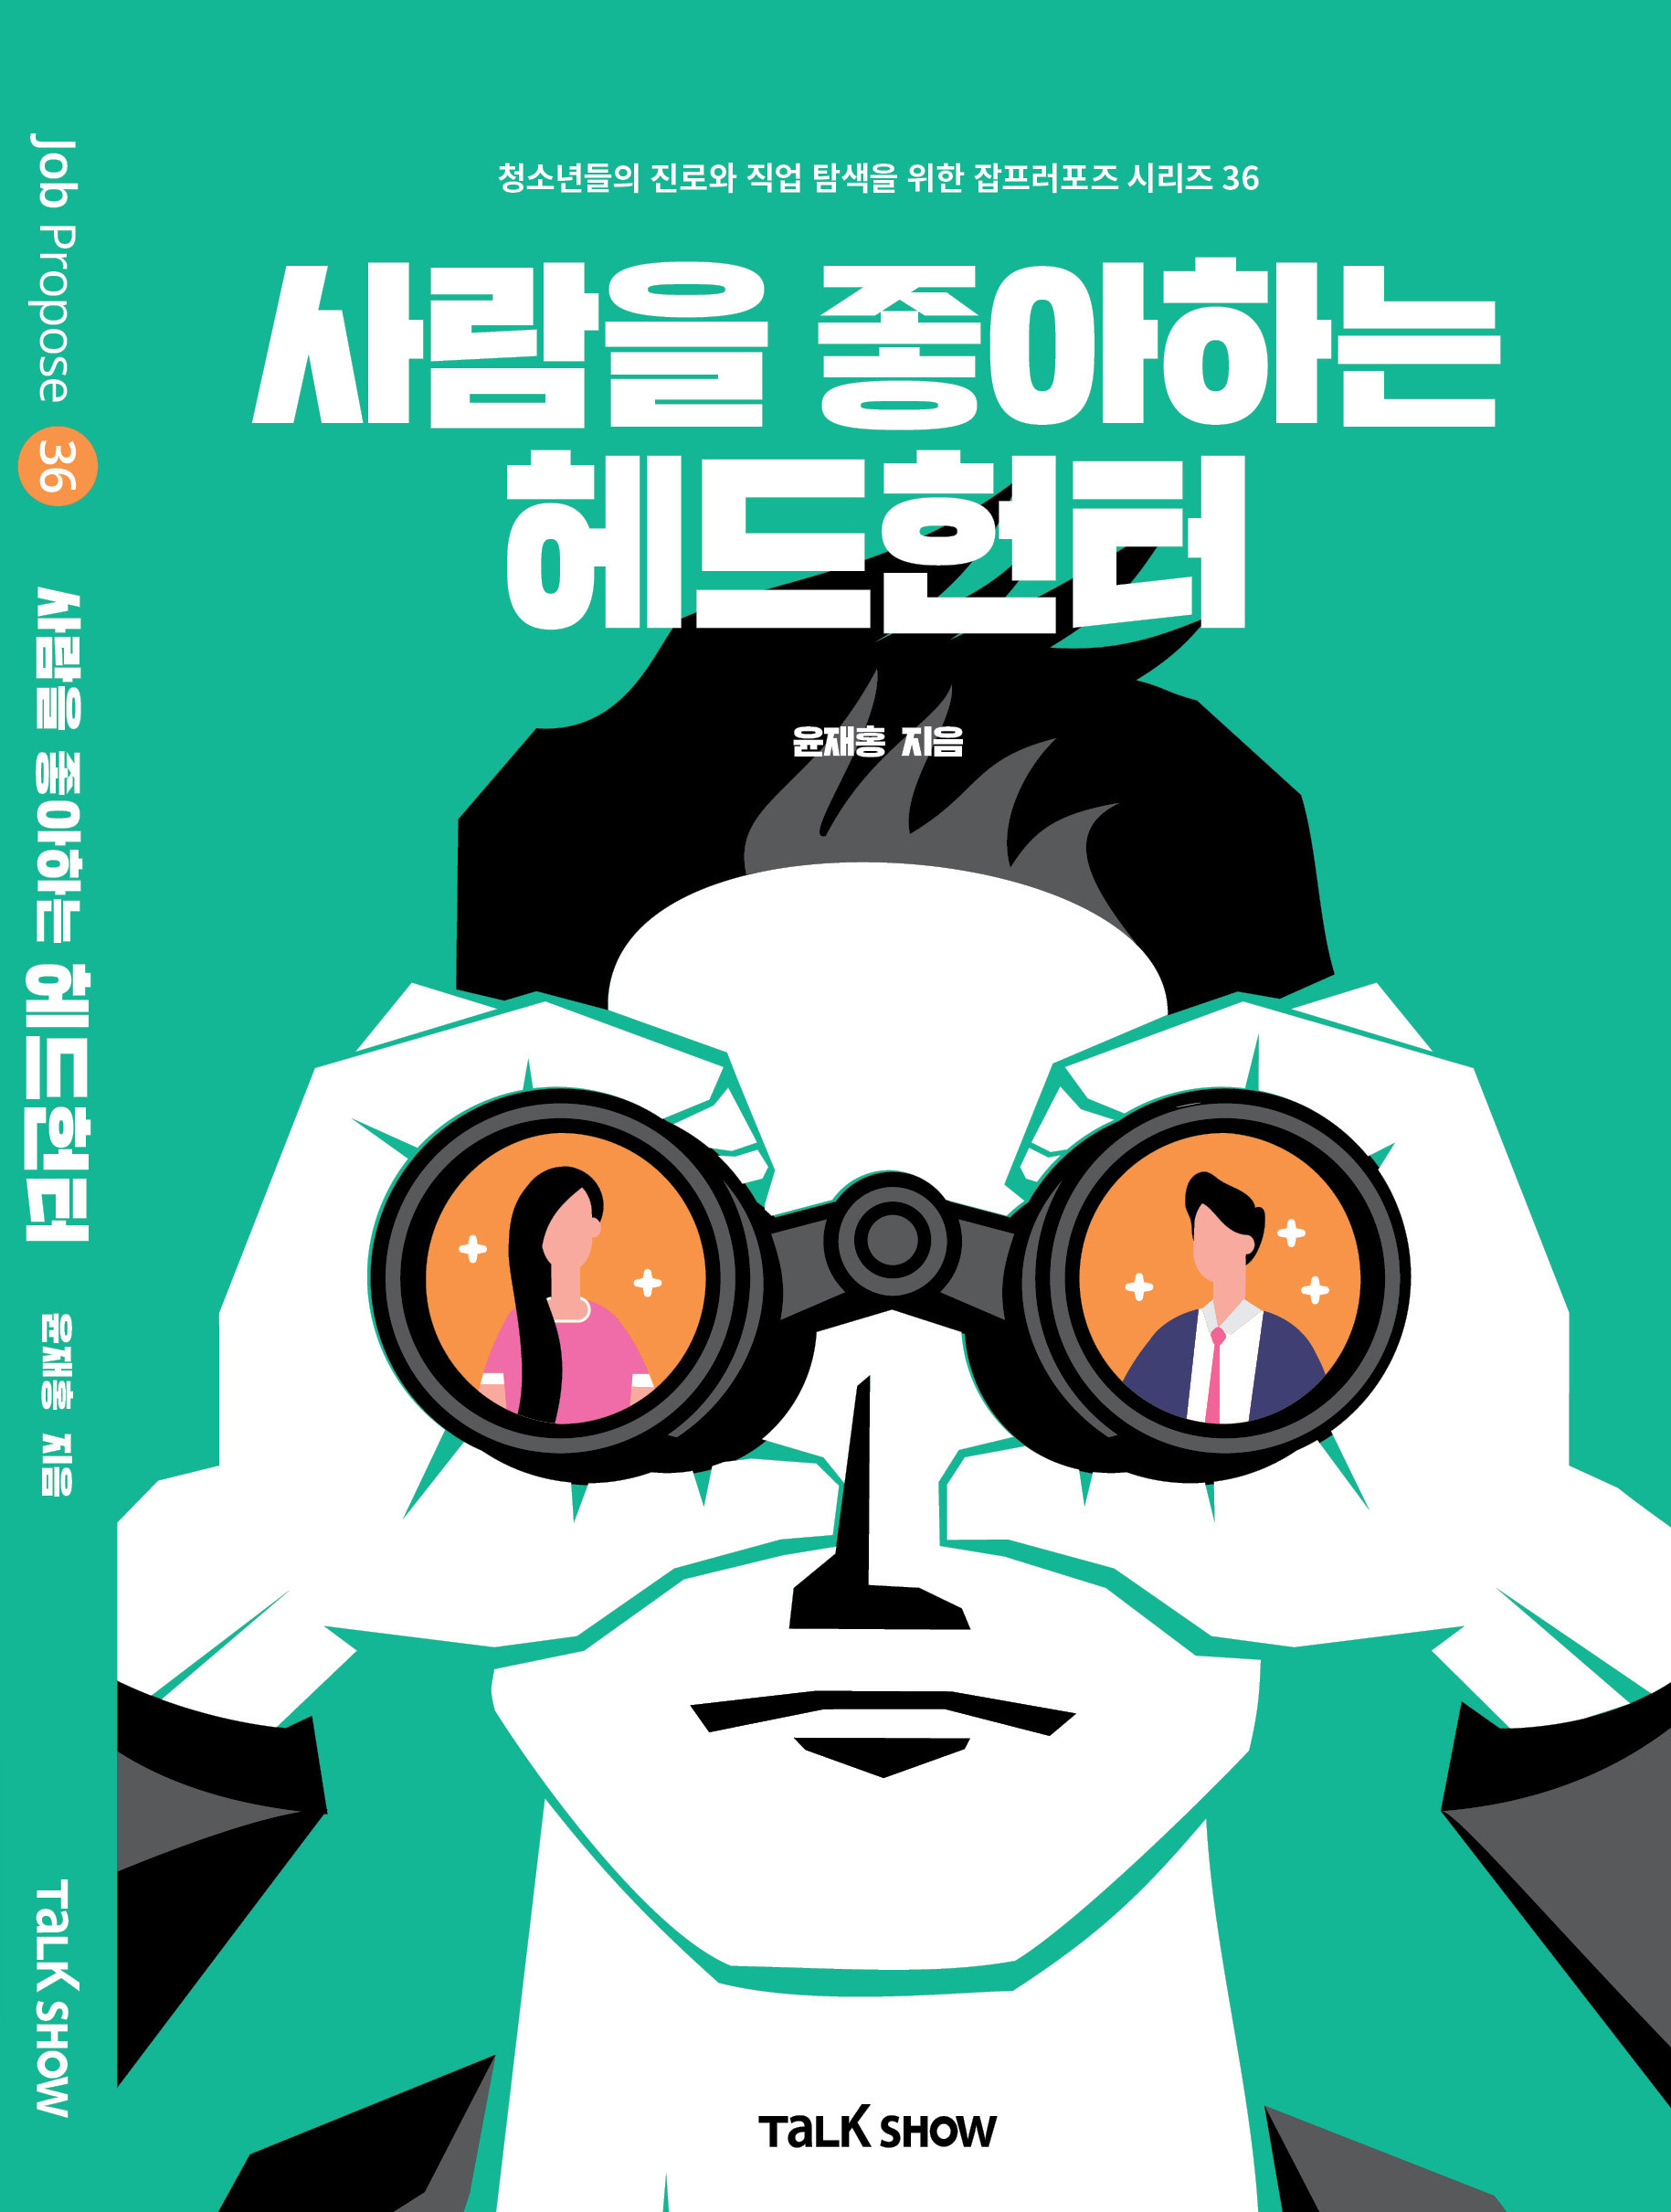 청소년들의 진로와 직업 탐색을 위한 잡프러포즈 시리즈 36
사람을 좋아하는
헤드헌터
윤재홍 지음
TaLK SHOW
Job Propose 36 사람을 좋아하는 헤드헌터 윤재홍 지음 TaLK SHOW